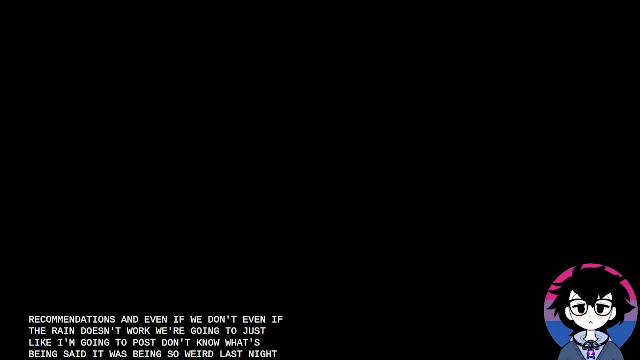 RECOMMENDATIONS AND EVEN IF WE DON'T EVEN IF
THE RAIN DOESN'T WORK WE'RE GOING TO JUST
LIKE I'M GOING TO POST DON'T KNOW WHAT'S
BEING SAID IT WAS BEING SO WEIRD LAST NIGHT